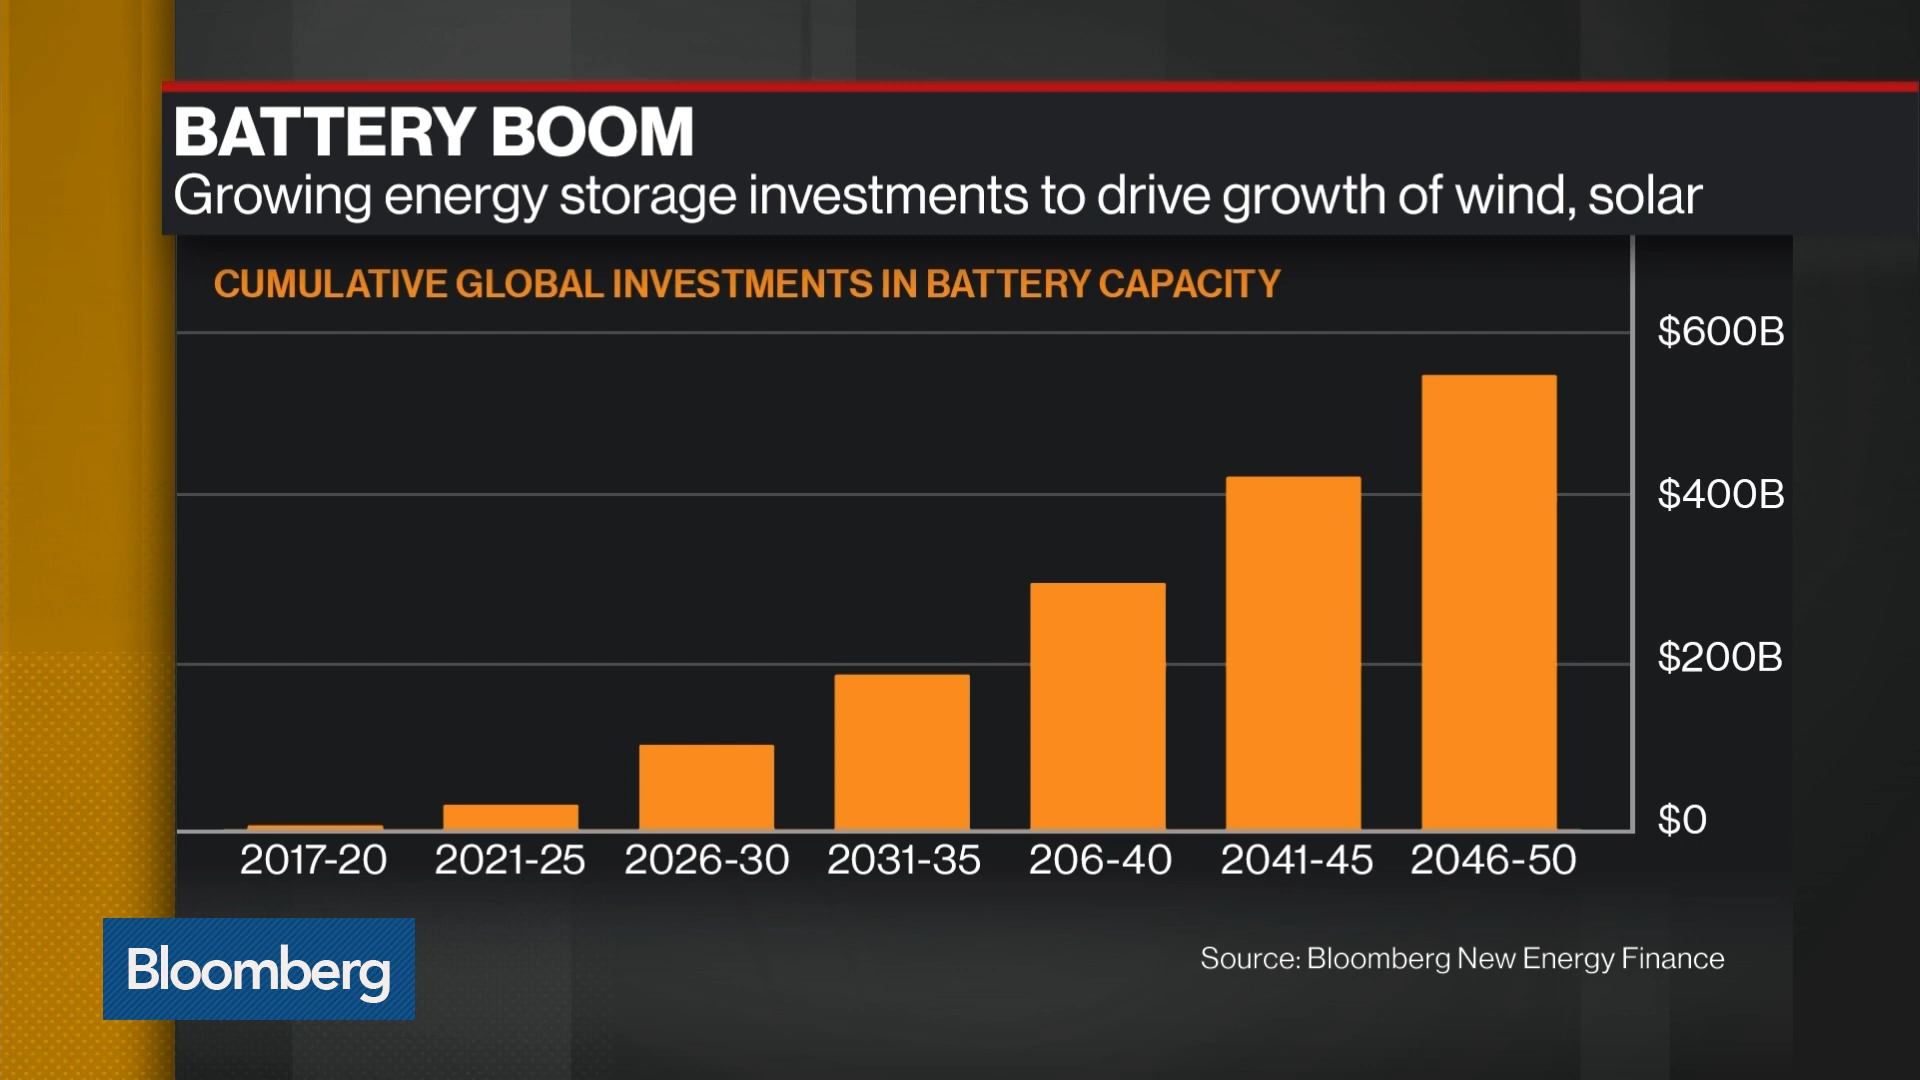 BATTERY BOOM
Growing energy storage investments to drive growth of wind, solar
CUMULATIVE GLOBAL INVESTMENTS IN BATTERY CAPACITY
$600B
$400B
$200B
$0
2017-20 2021-25 2026-30 2031-35 206-40 2041-45 2046-50
Bloomberg
Source: Bloomberg New Energy Finance